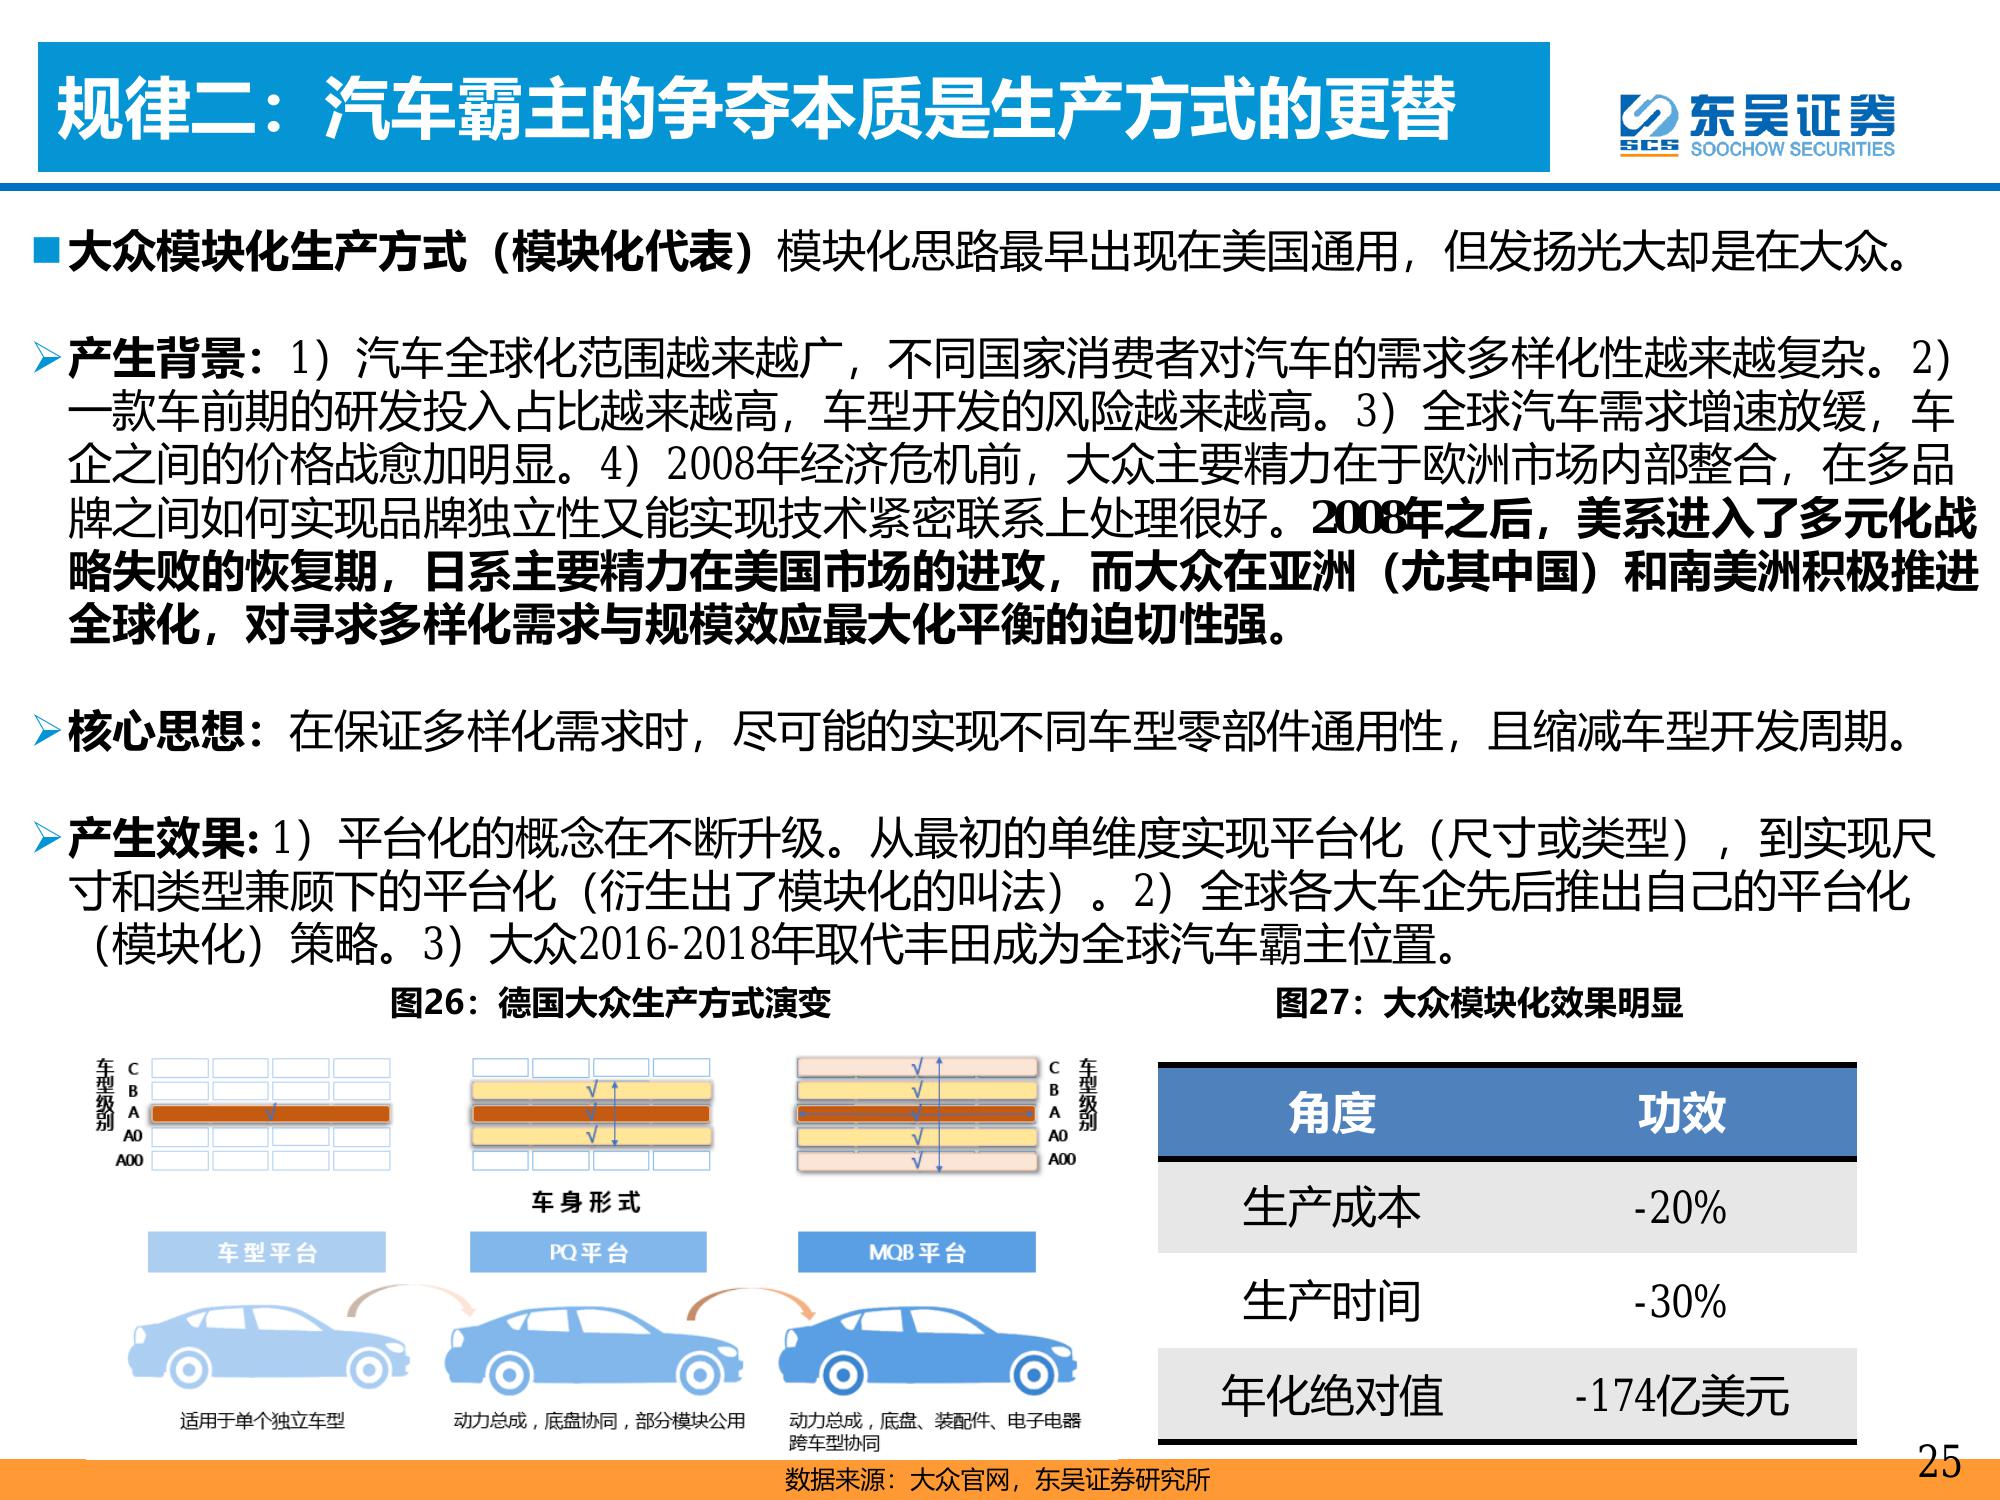 规律二：汽车霸主的争夺本质是生产方式的更替
东吴证券
SCS
SOOCHOW SECURITIES
大众模块化生产方式（模块化代表）模块化思路最早出现在美国通用，但发扬光大却是在大众。
产生背景：1）汽车全球化范围越来越广，不同国家消费者对汽车的需求多样化性越来越复杂。2）
一款车前期的研发投入占比越来越高，车型开发的风险越来越高。3）全球汽车需求增速放缓，车
企之间的价格战愈加明显。4）2008年经济危机前，大众主要精力在于欧洲市场内部整合，在多品
牌之间如何实现品牌独立性又能实现技术紧密联系上处理很好。2008年之后，美系进入了多元化战
略失败的恢复期，日系主要精力在美国市场的进攻，而大众在亚洲（尤其中国）和南美洲积极推进
全球化，对寻求多样化需求与规模效应最大化平衡的迫切性强。
核心思想：在保证多样化需求时，尽可能的实现不同车型零部件通用性，且缩减车型开发周期。
产生效果:1）平台化的概念在不断升级。从最初的单维度实现平台化（尺寸或类型），到实现尺
寸和类型兼顾下的平台化（衍生出了模块化的叫法）。2）全球各大车企先后推出自己的平台化
（模块化）策略。3）大众2016-2018年取代丰田成为全球汽车霸主位置。
图26：德国大众生产方式演变
车型级别
C
B
A
A0
A00
√
√
√
√
√
√
√
√
√
C
B
A
A0
A00
车型级别
车身形式
车型平台
PQ平台
MQB平台
适用于单个独立车型
动力总成，底盘协同，部分模块公用
动力总成，底盘、装配件、电子电器
跨车型协同
图27：大众模块化效果明显
角度 功效
生产成本 -20%
生产时间 -30%
年化绝对值 -174亿美元
数据来源：大众官网，东吴证券研究所
25